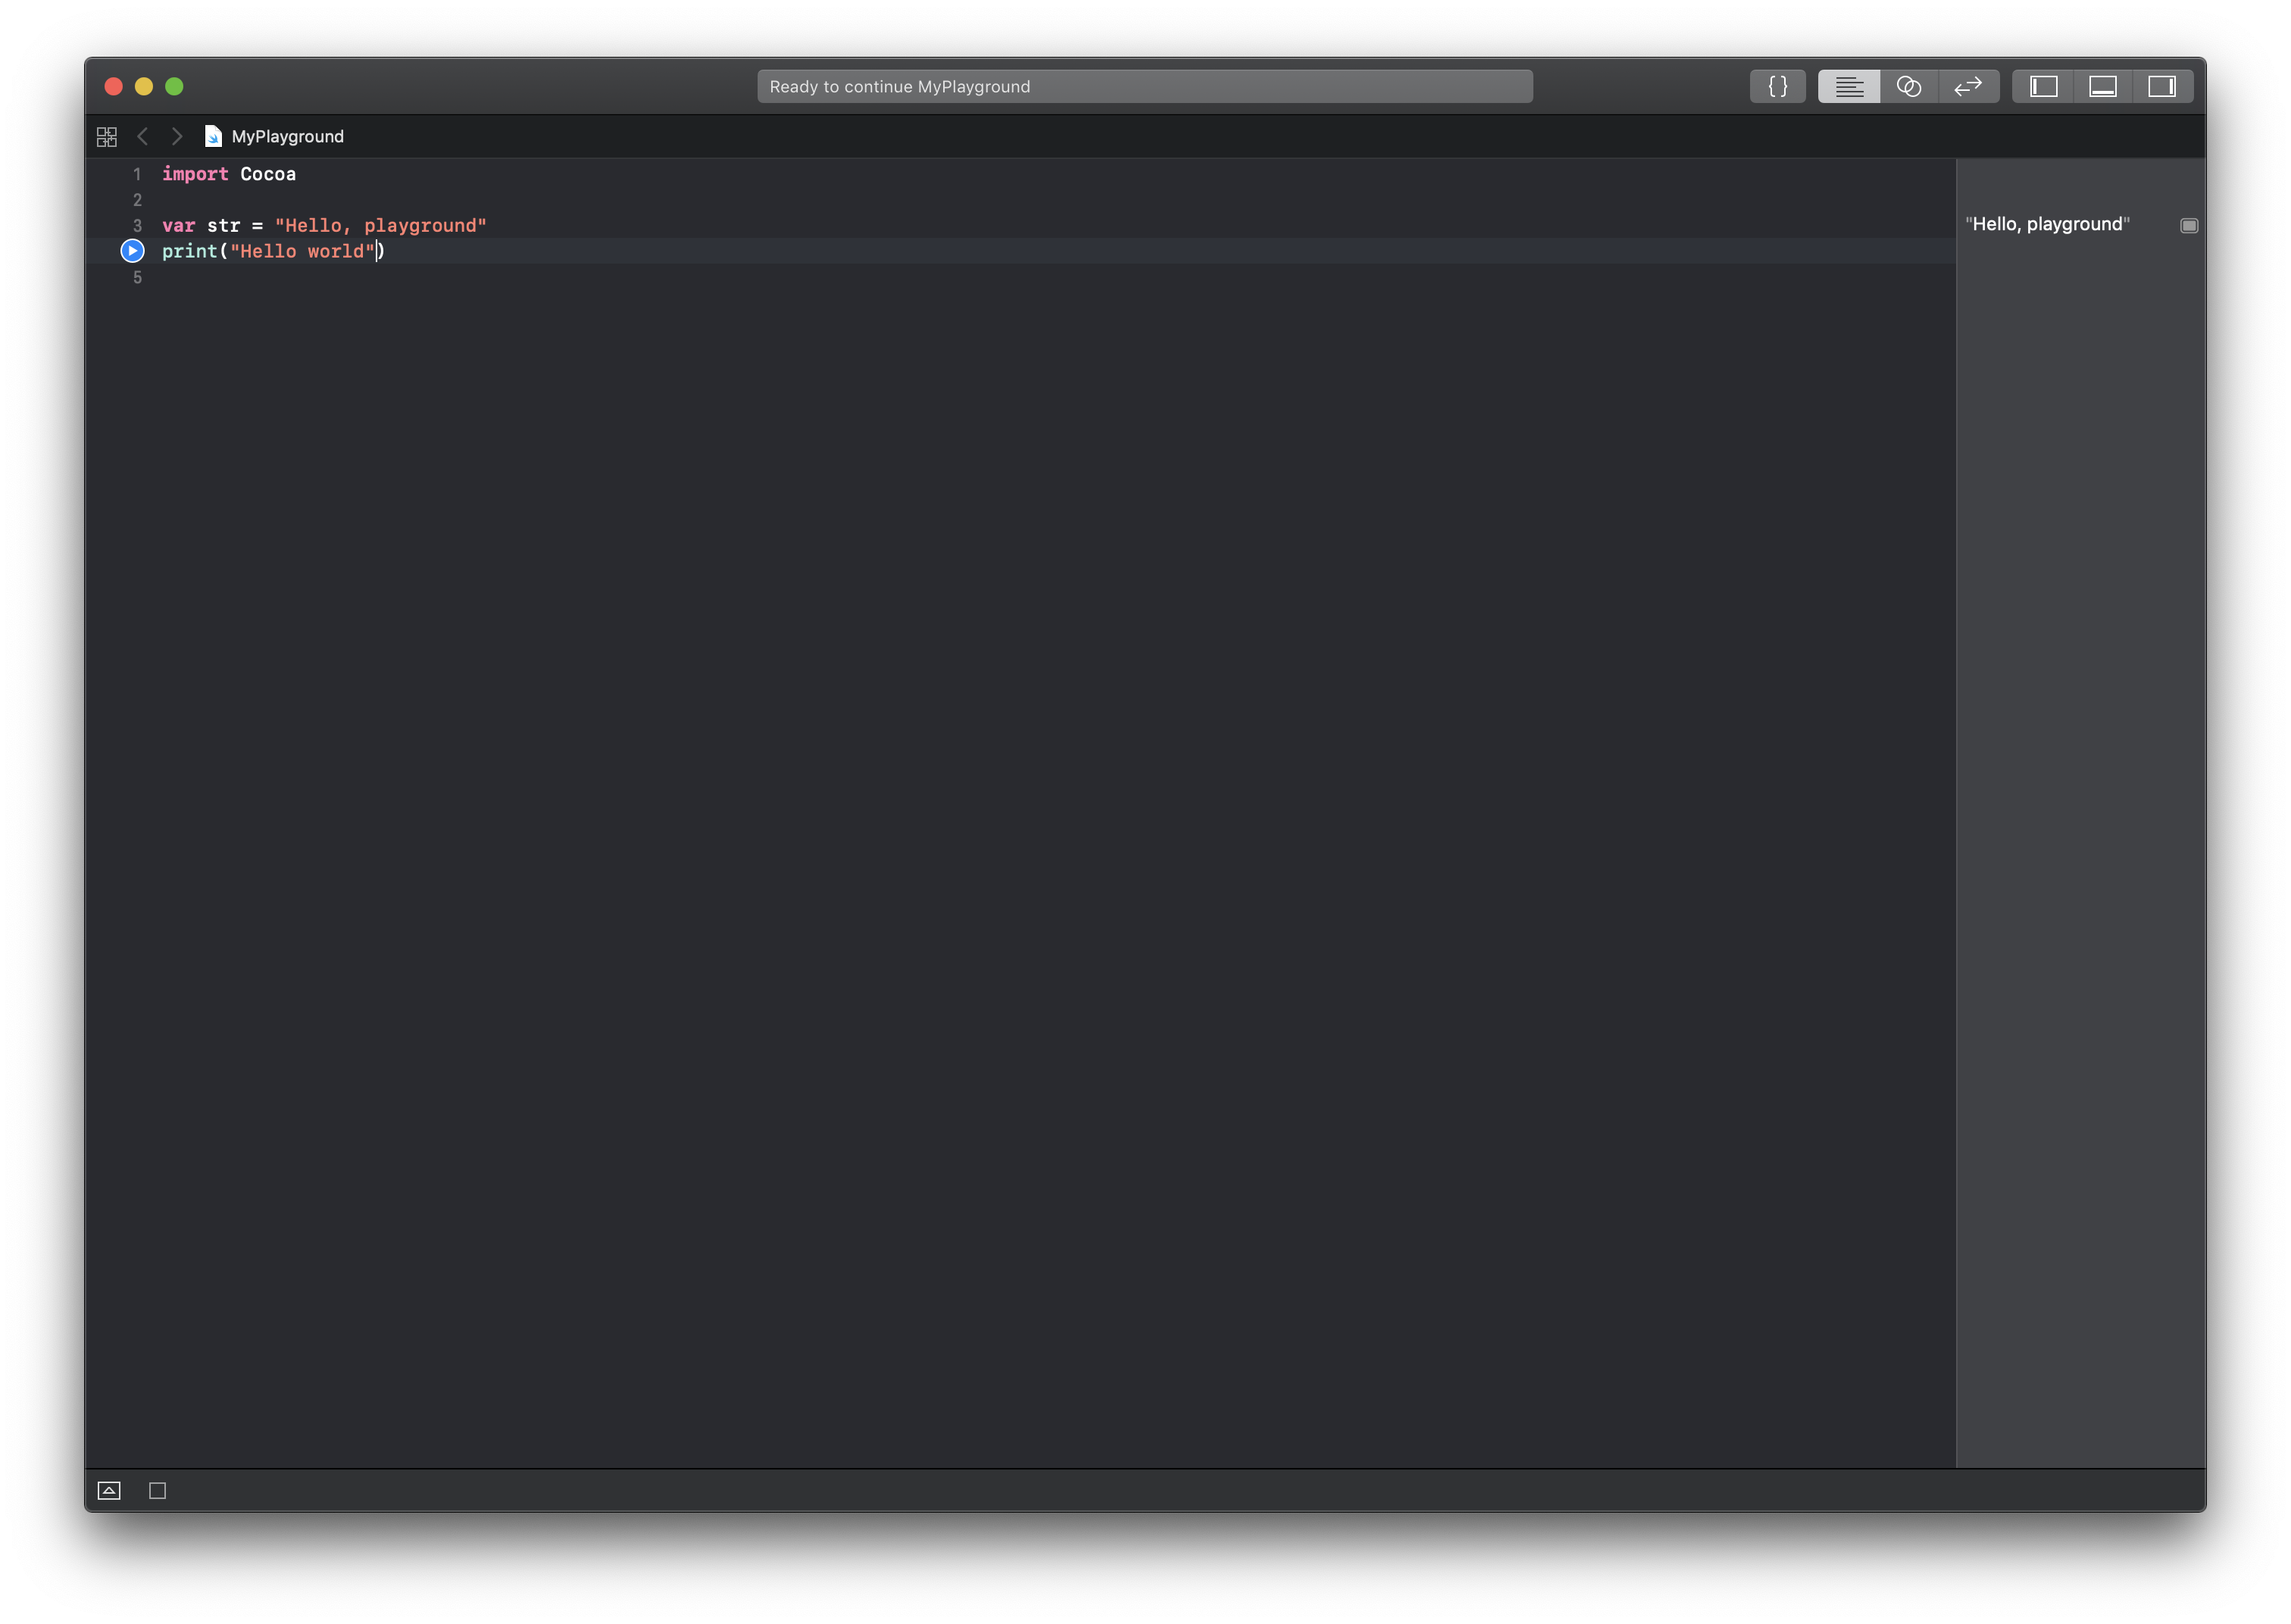 Ready to continue MyPlayground
{ }
MyPlayground
1 import Cocoa
2
3 var str = "Hello, playground"
"Hello, playground"
print("Hello world")
5